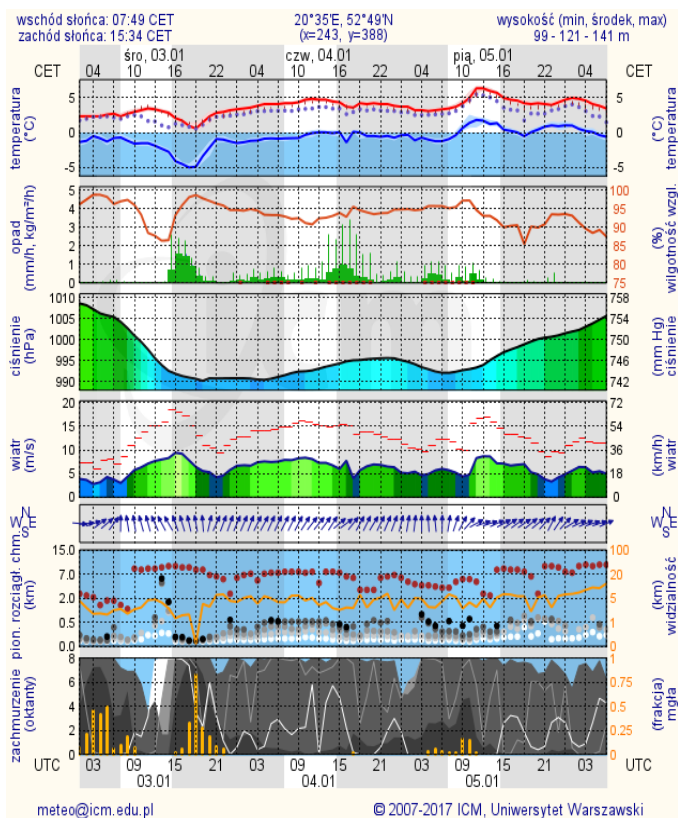 wschód słońca: 07:49 CET 20°35'E, 52°49'N wysokość (min, środek, max)
zachód słońca: 15:34 CET (x=243, y=388) 99 - 121 - 141 m
śro, 03.01 czw, 04.01 pią, 05.01
CET 04 10 16 22 04 10 16 22 04 10 16 22 04 CET
temperatura (°C) 5 0 -5 5 0 -5 (°C) temperatura
opad (mm/h, kg/m²/h) 5 4 3 2 1 0 100 95 90 85 80 75 (%) wilgotność wzgl.
ciśnienie (hPa) 1010 1005 1000 995 990 758 754 750 746 742 (mm Hg) ciśnienie
wiatr (m/s) 20 15 10 5 0 72 54 36 18 0 (km/h) wiatr
N W E S N W E S
pion. rozciągł. chm. (km) 15.0 7.0 2.0 0.5 0.0 100 20 5 1 0 (km) widzialność
zachmurzenie (oktanty) 8 6 4 2 0 1 0.75 0.5 0.25 0 (frakcja) mgła
UTC 03 09 15 21 03 09 15 21 03 09 15 21 03 UTC
03.01 04.01 05.01
meteo@icm.edu.pl © 2007-2017 ICM, Uniwersytet Warszawski